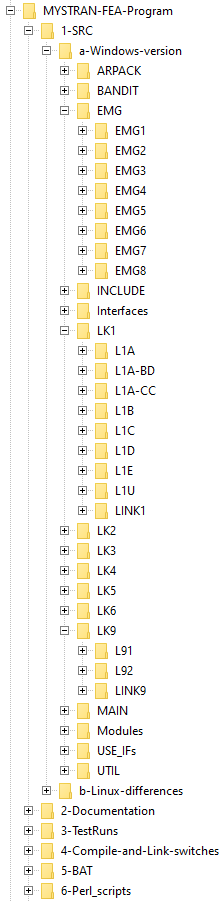 MYSTRAN-FEA-Program
1-SRC
a-Windows-version
ARPACK
BANDIT
EMG
EMG1
EMG2
EMG3
EMG4
EMG5
EMG6
EMG7
EMG8
INCLUDE
Interfaces
LK1
L1A
L1A-BD
L1A-CC
L1B
L1C
L1D
L1E
L1U
LINK1
LK2
LK3
LK4
LK5
LK6
LK9
L91
L92
LINK9
MAIN
Modules
USE_IFs
UTIL
b-Linux-differences
2-Documentation
3-TestRuns
4-Compile-and-Link-switches
5-BAT
6-Perl_scripts